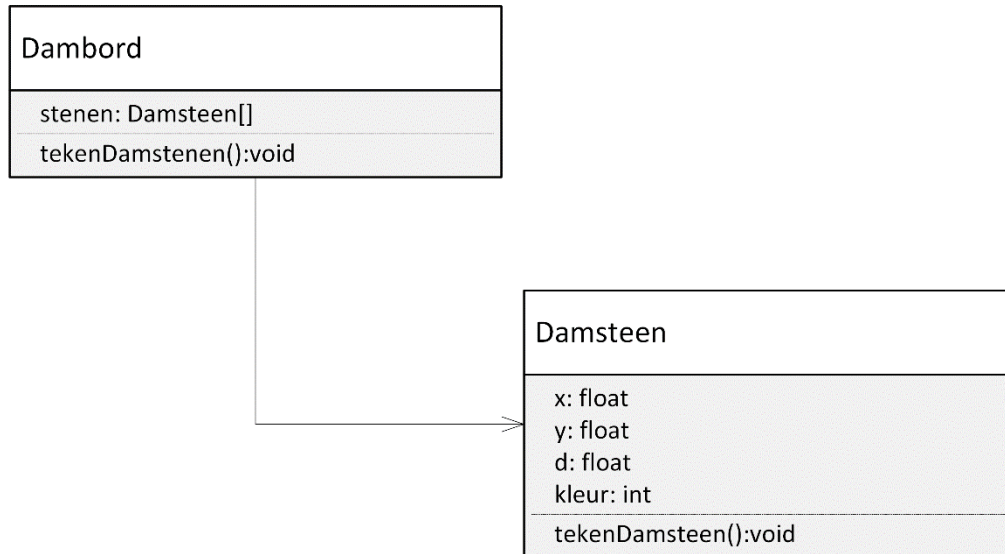 Dambord
stenen: Damsteen[]
tekenDamstenen():void
Damsteen
x: float
y: float
d: float
kleur: int
tekenDamsteen():void